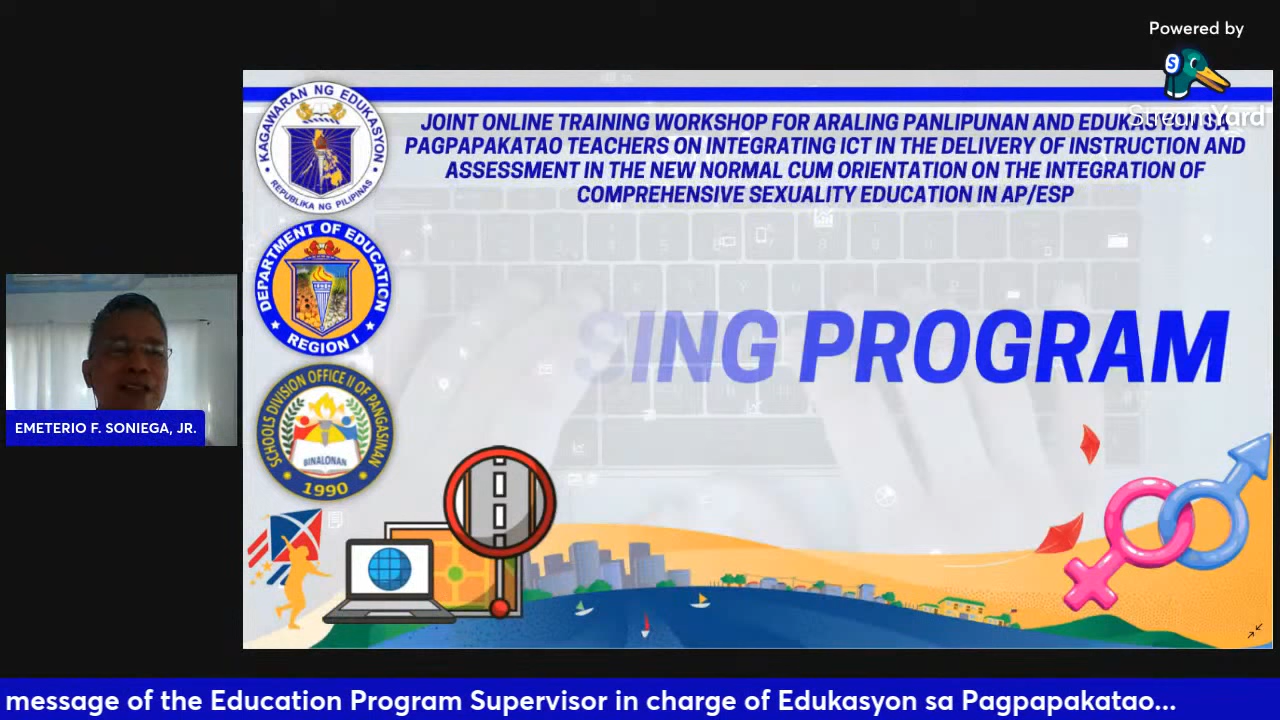 Powered by
StreamYard
KAGAWARAN NG EDUKASYON
REPUBLIKA NG PILIPINAS
JOINT ONLINE TRAINING WORKSHOP FOR ARALING PANLIPUNAN AND EDUKASYON SA
PAGPAPAKATAO TEACHERS ON INTEGRATING ICT IN THE DELIVERY OF INSTRUCTION AND
ASSESSMENT IN THE NEW NORMAL CUM ORIENTATION ON THE INTEGRATION OF
COMPREHENSIVE SEXUALITY EDUCATION IN AP/ESP
DEPARTMENT OF EDUCATION
REGION I
SING PROGRAM
SCHOOLS DIVISION OFFICE II OF PANGASINAN
BINALONAN
1990
EMETERIO F. SONIEGA, JR.
message of the Education Program Supervisor in charge of Edukasyon sa Pagpapakatao...